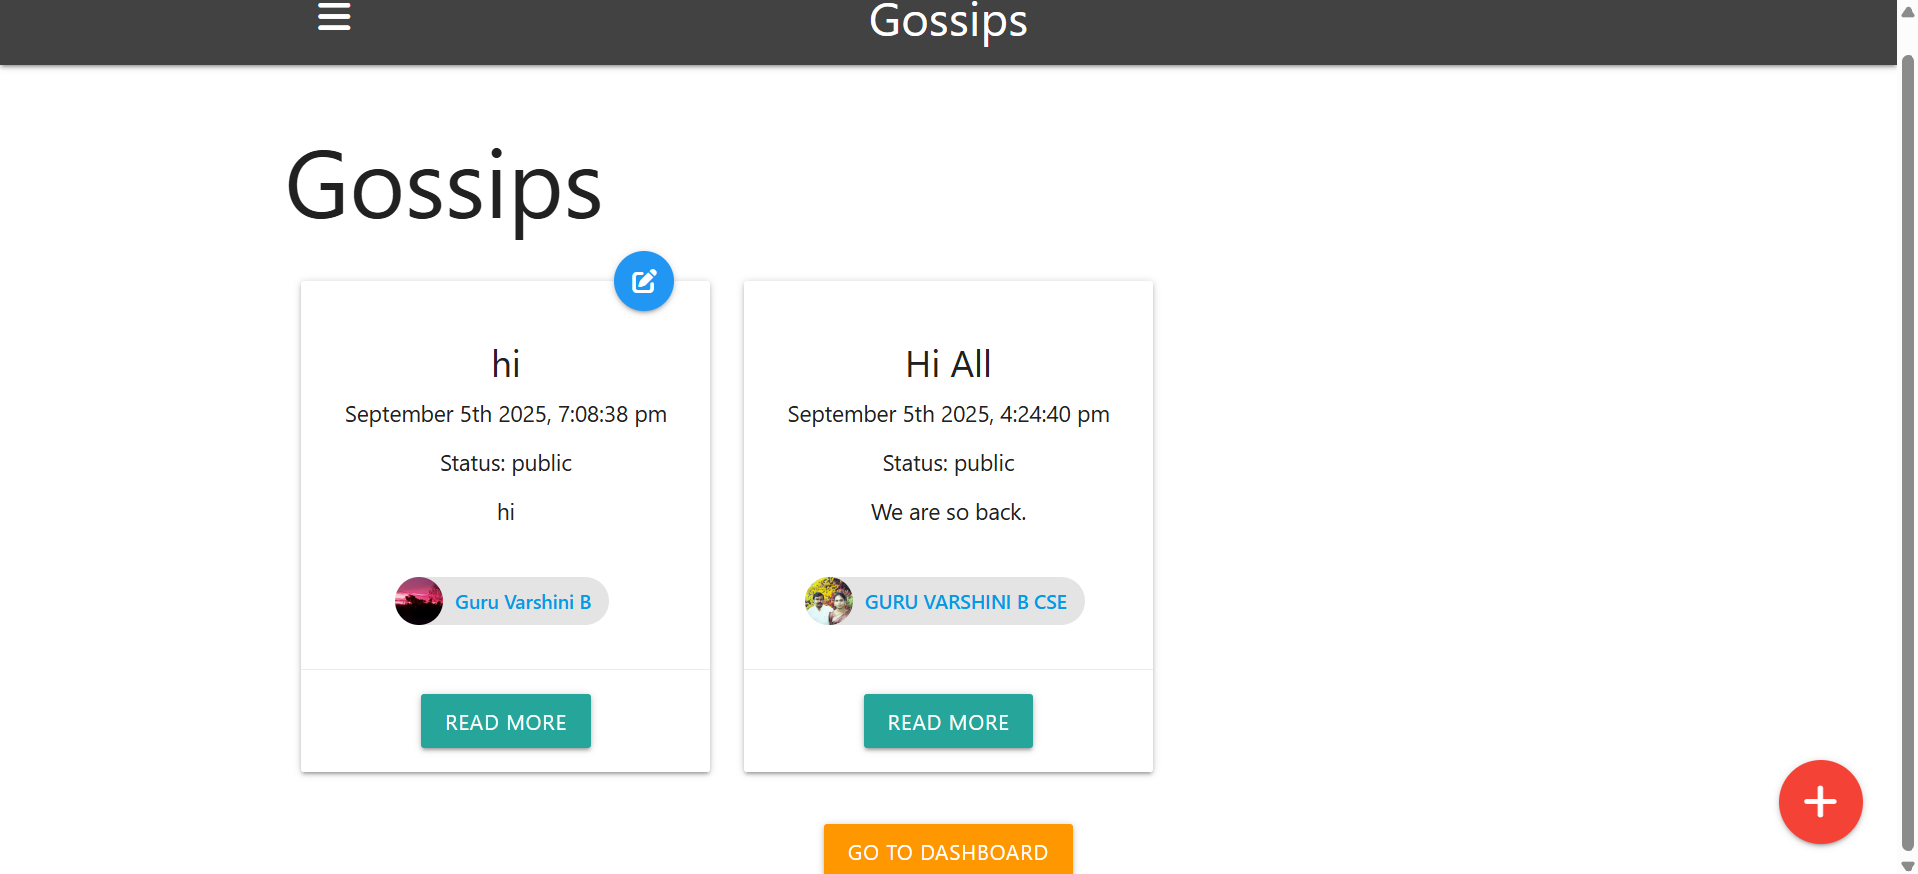 Gossips
Gossips
hi
September 5th 2025, 7:08:38 pm
Status: public
hi
Guru Varshini B
READ MORE
Hi All
September 5th 2025, 4:24:40 pm
Status: public
We are so back.
GURU VARSHINI B CSE
READ MORE
GO TO DASHBOARD